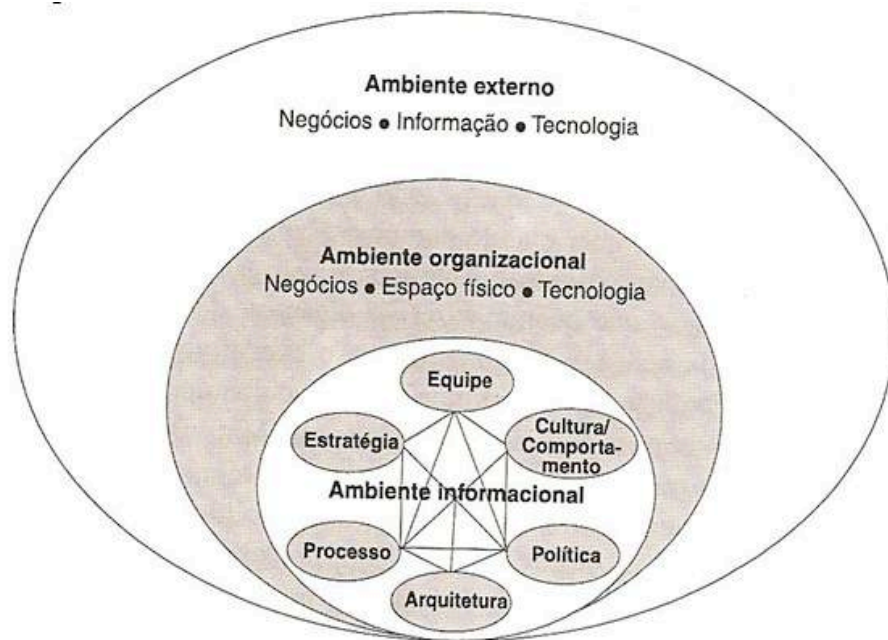 Ambiente externo
Negócios ● Informação ● Tecnologia
Ambiente organizacional
Negócios ● Espaço físico ● Tecnologia
Equipe
Estratégia
Cultura/
Comporta-
mento
Ambiente informacional
Processo
Política
Arquitetura